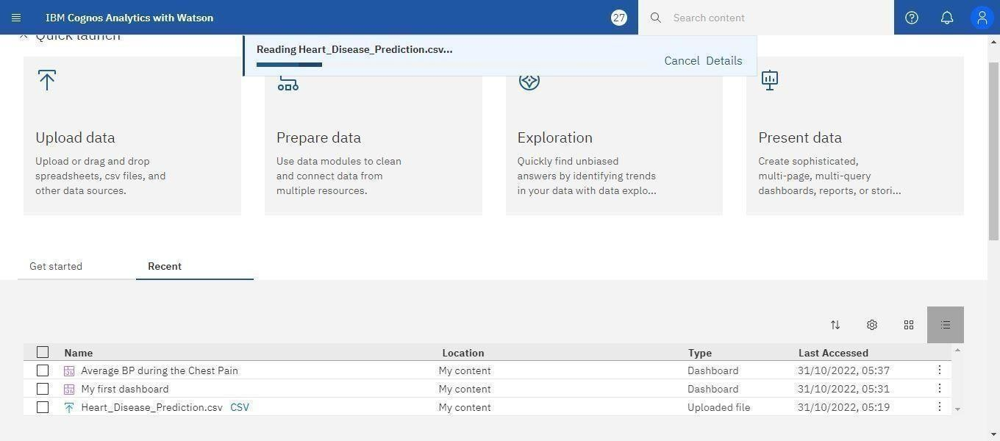 IBM Cognos Analytics with Watson
27
Search content
Quick launch
Reading Heart_Disease_Prediction.csv...
Cancel Details
Upload data
Upload or drag and drop
spreadsheets, csv files, and
other data sources.
Prepare data
Use data modules to clean
and connect data from
multiple resources.
Exploration
Quickly find unbiased
answers by identifying trends
in your data with data explo...
Present data
Create sophisticated,
multi-page, multi-query
dashboards, reports, or stori...
Get started Recent
Name Location Type Last Accessed
Average BP during the Chest Pain My content Dashboard 31/10/2022, 05:37
My first dashboard My content Dashboard 31/10/2022, 05:31
Heart_Disease_Prediction.csv CSV My content Uploaded file 31/10/2022, 05:19